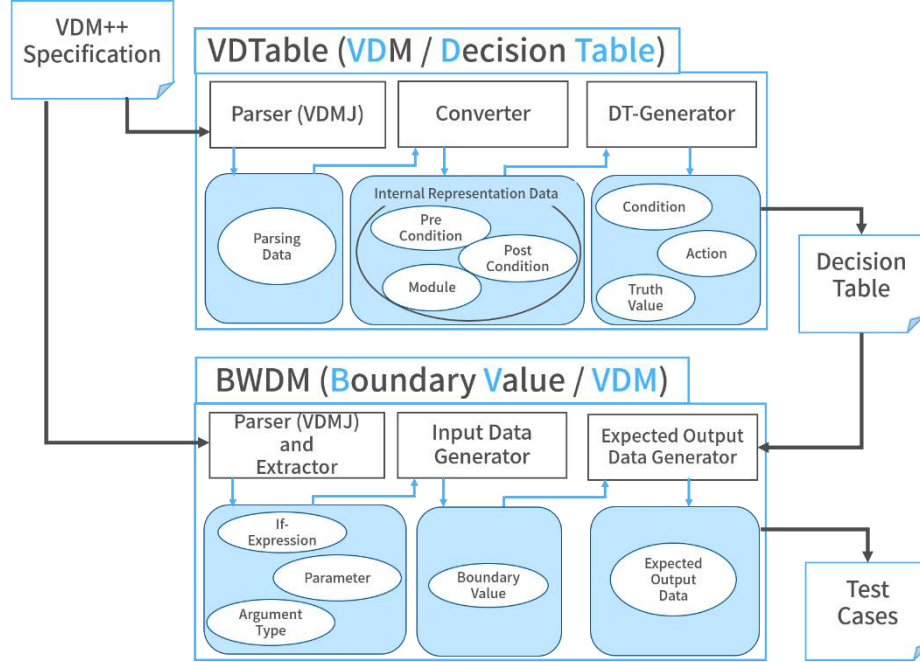 VDM++
Specification
VDTable (VDM / Decision Table)
Parser (VDMJ)
Converter
DT-Generator
Parsing
Data
Internal Representation Data
Pre
Condition
Post
Condition
Module
Condition
Action
Truth
Value
Decision
Table
BWDM (Boundary Value / VDM)
Parser (VDMJ)
and
Extractor
Input Data
Generator
Expected Output
Data Generator
If-
Expression
Parameter
Argument
Type
Boundary
Value
Expected
Output
Data
Test
Cases